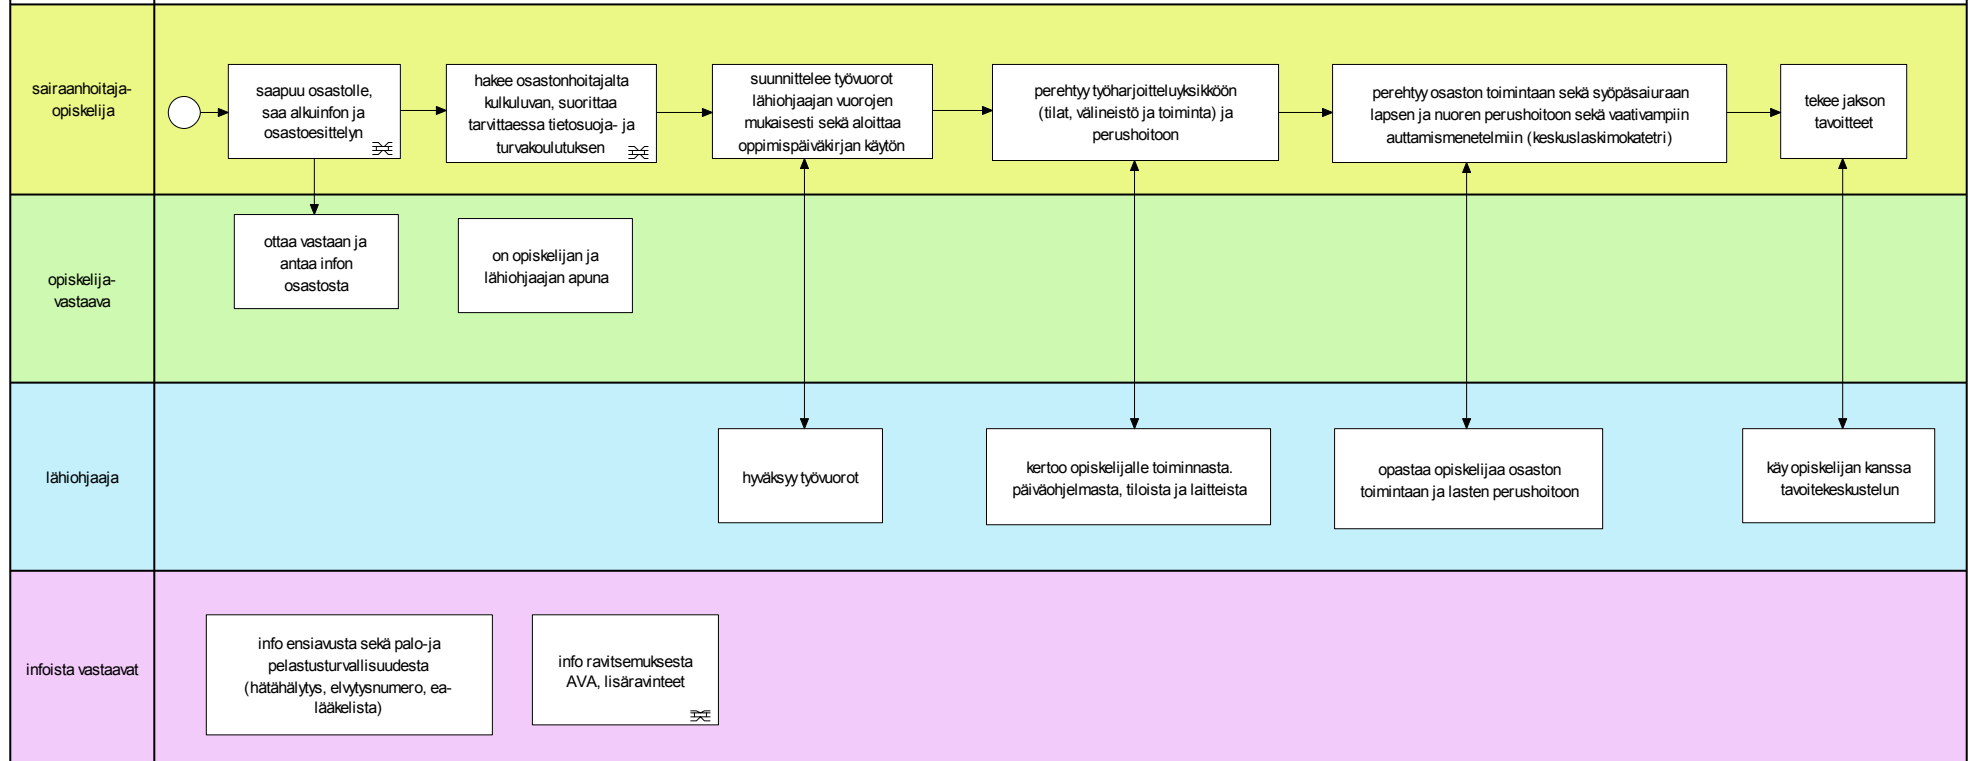 sairaanhoitaja-
opiskelija
saapuu osastolle,
saa alkuinfon ja
osastoesittelyn
hakee osastonhoitajalta
kulkuluvan, suorittaa
tarvittaessa tietosuoja- ja
turvakoulutuksen
suunnittelee työvuorot
lähiohjaajan vuorojen
mukaisesti sekä aloittaa
oppimispäiväkirjan käytön
perehtyy työharjoitteluyksikköön
(tilat, välineistö ja toiminta) ja
perushoitoon
perehtyy osaston toimintaan sekä syöpäsaiuraan
lapsen ja nuoren perushoitoon sekä vaativampiin
auttamismenetelmiin (keskuslaskimokatetri)
tekee jakson
tavoitteet
opiskelija-
vastaava
ottaa vastaan ja
antaa infon
osastosta
on opiskelijan ja
lähiohjaajan apuna
lähiohjaaja
hyväksyy työvuorot
kertoo opiskelijalle toiminnasta.
päiväohjelmasta, tiloista ja laitteista
opastaa opiskelijaa osaston
toimintaan ja lasten perushoitoon
käy opiskelijan kanssa
tavoitekeskustelun
infoista vastaavat
info ensiavusta sekä palo-ja
pelastusturvallisuudesta
(hätähälytys, elvytysnumero, ea-
lääkelista)
info ravitsemuksesta
AVA, lisäravinteet